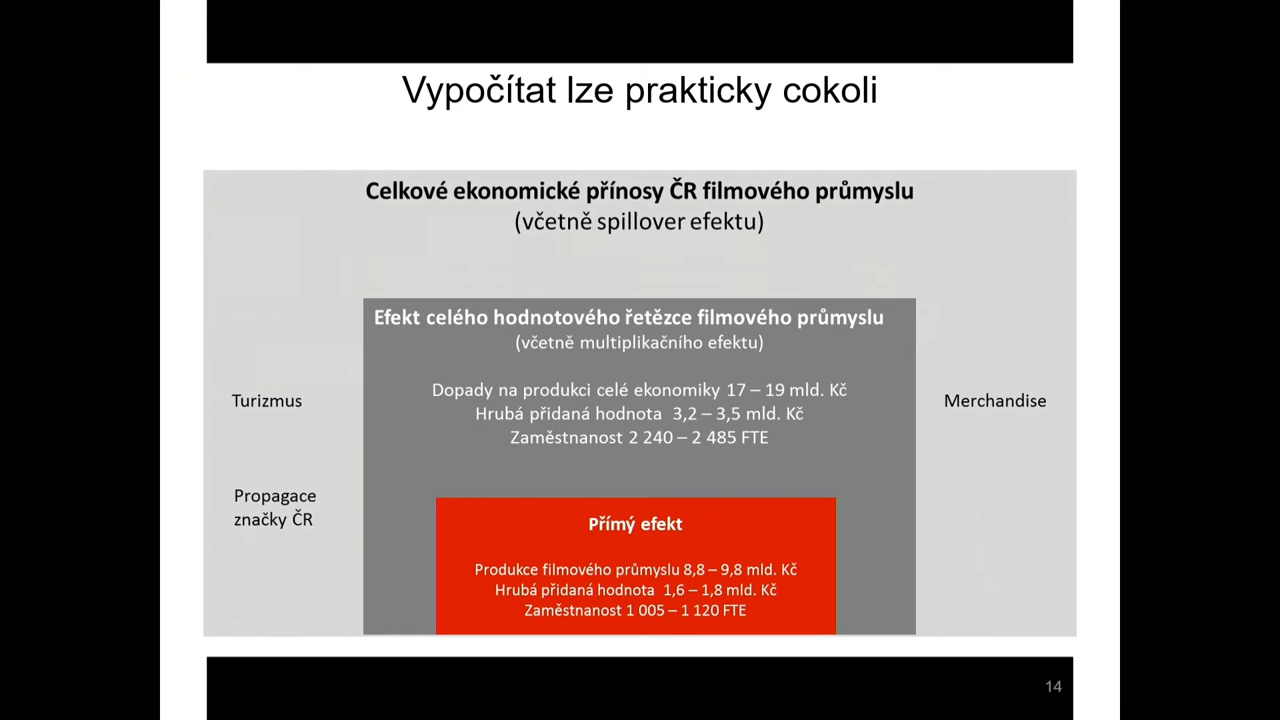 Vypočítat lze prakticky cokoli
Celkové ekonomické přínosy ČR filmového průmyslu
(včetně spillover efektu)
Efekt celého hodnotového řetězce filmového průmyslu
(včetně multiplikačního efektu)
Dopady na produkci celé ekonomiky 17 – 19 mld. Kč
Hrubá přidaná hodnota 3,2 – 3,5 mld. Kč
Zaměstnanost 2 240 – 2 485 FTE
Turizmus
Merchandise
Propagace
značky ČR
Přímý efekt
Produkce filmového průmyslu 8,8 – 9,8 mld. Kč
Hrubá přidaná hodnota 1,6 – 1,8 mld. Kč
Zaměstnanost 1 005 – 1 120 FTE
14